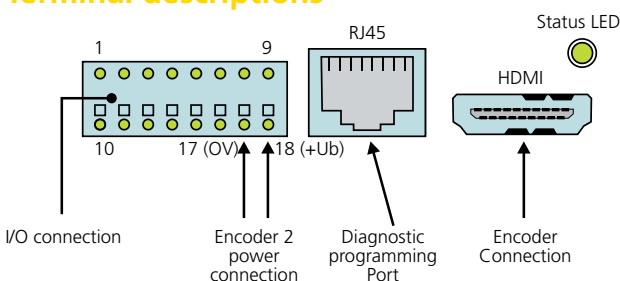 Terminal descriptions
Status LED
1
9
RJ45
HDMI
10
17 (OV)
18 (+Ub)
I/O connection
Encoder 2
power
connection
Diagnostic
programming
Port
Encoder
Connection